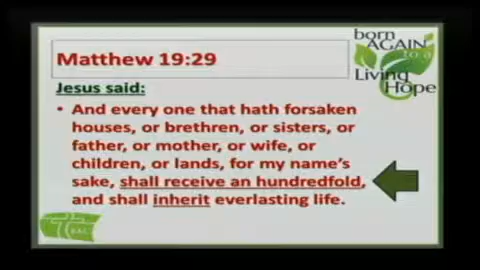 born
AGAIN
to a
Living
Hope
Matthew 19:29
Jesus said:
• And every one that hath forsaken
houses, or brethren, or sisters, or
father, or mother, or wife, or
children, or lands, for my name's
sake, shall receive an hundredfold,
and shall inherit everlasting life.